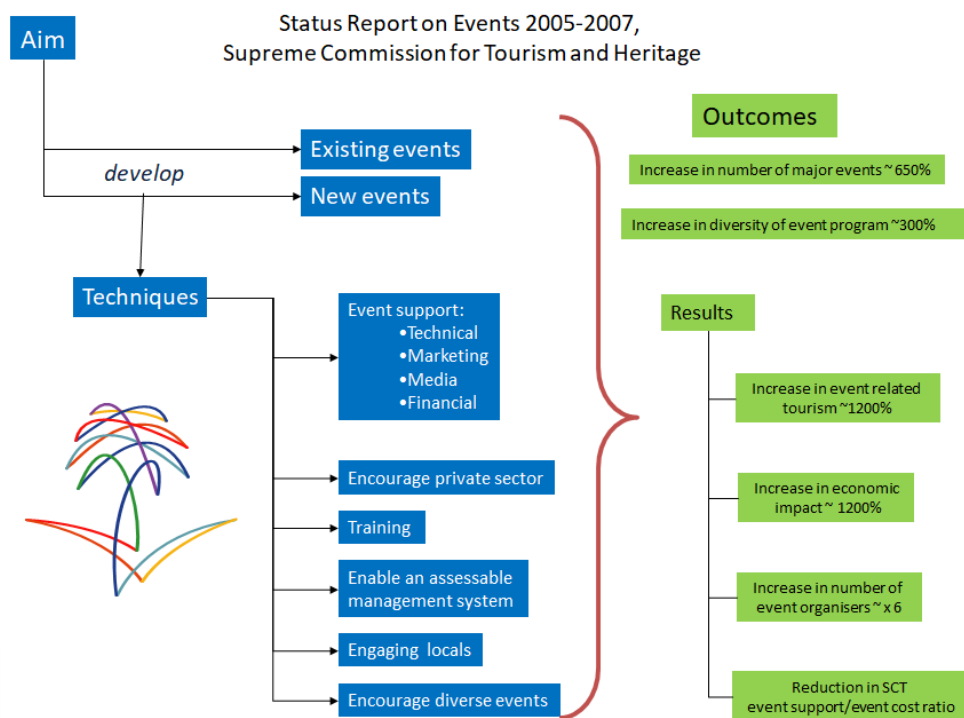 Status Report on Events 2005-2007,
Supreme Commission for Tourism and Heritage
Aim
develop
Existing events
New events
Techniques
Event support:
•Technical
•Marketing
•Media
•Financial
Encourage private sector
Training
Enable an assessable
management system
Engaging locals
Encourage diverse events
Outcomes
Increase in number of major events ~ 650%
Increase in diversity of event program ~300%
Results
Increase in event related
tourism ~1200%
Increase in economic
impact ~ 1200%
Increase in number of
event organisers ~ x 6
Reduction in SCT
event support/event cost ratio